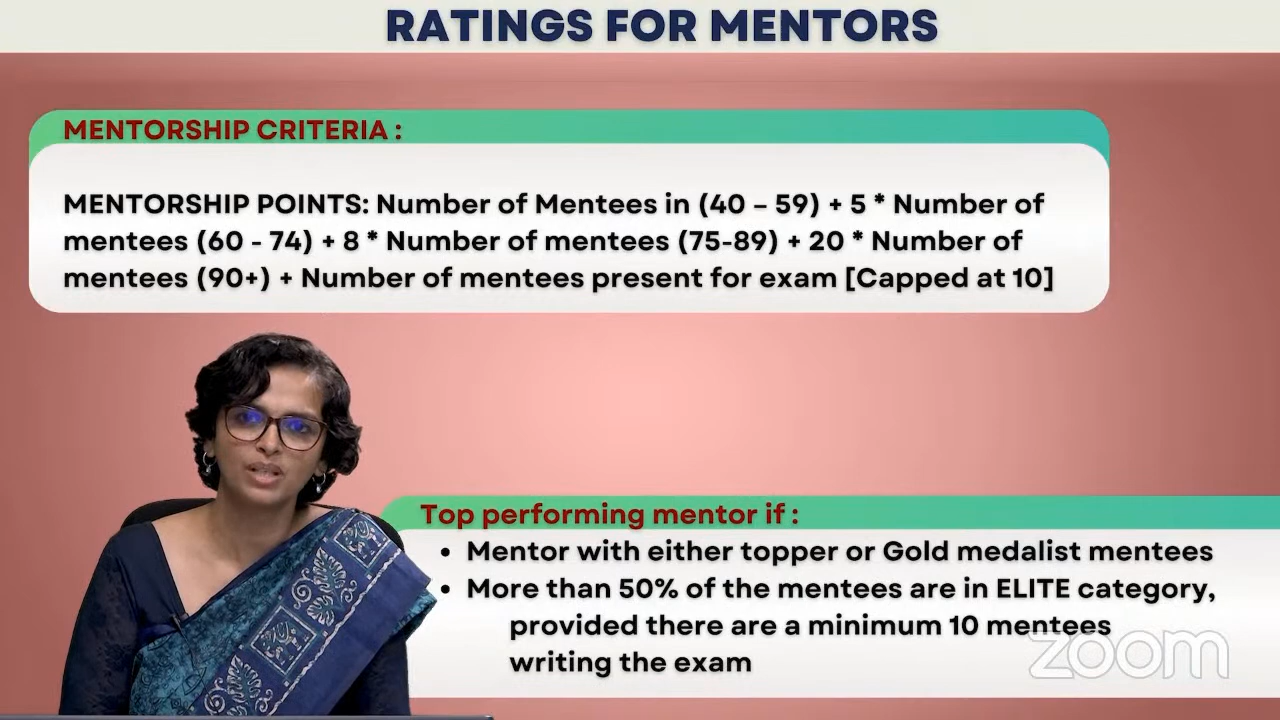 RATINGS FOR MENTORS
MENTORSHIP CRITERIA :
MENTORSHIP POINTS: Number of Mentees in (40 – 59) + 5 * Number of
mentees (60 - 74) + 8 * Number of mentees (75-89) + 20 * Number of
mentees (90+) + Number of mentees present for exam [Capped at 10]
Top performing mentor if :
• Mentor with either topper or Gold medalist mentees
• More than 50% of the mentees are in ELITE category,
provided there are a minimum 10 mentees
writing the exam
zoom